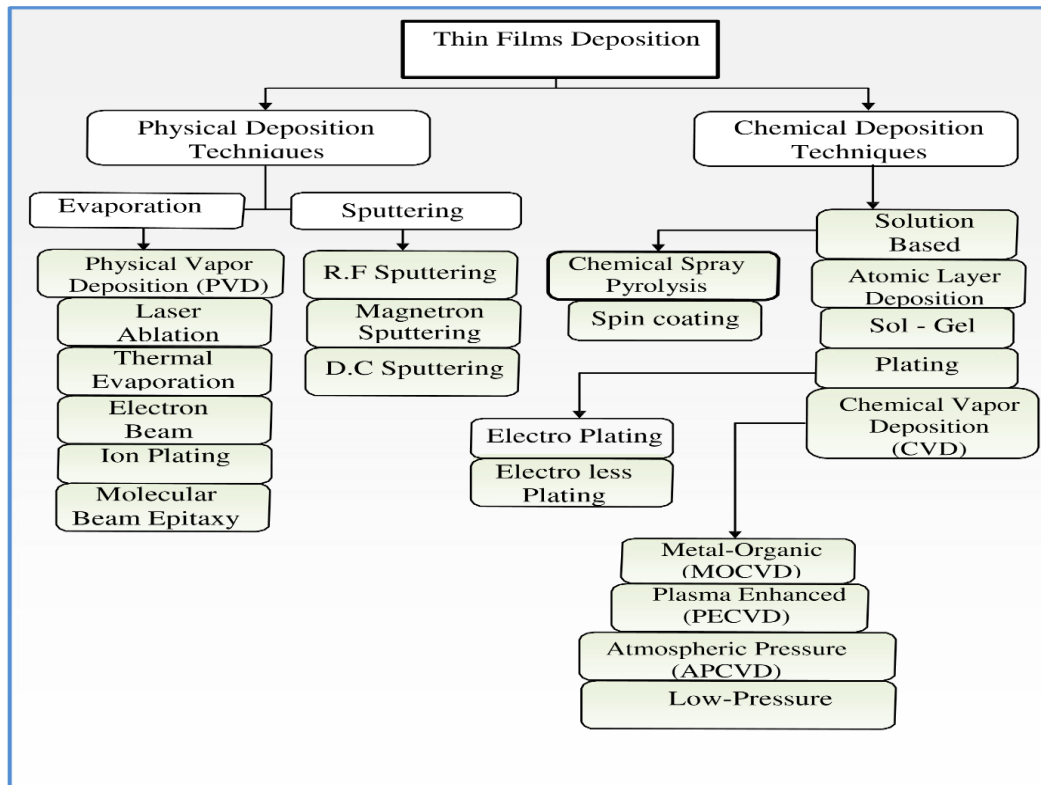 Thin Films Deposition
Physical Deposition
Techniques
Chemical Deposition
Techniques
Evaporation
Sputtering
Physical Vapor
Deposition (PVD)
Laser
Ablation
Thermal
Evaporation
Electron
Beam
Ion Plating
Molecular
Beam Epitaxy
R.F Sputtering
Magnetron
Sputtering
D.C Sputtering
Solution
Based
Atomic Layer
Deposition
Sol - Gel
Plating
Chemical Vapor
Deposition
(CVD)
Chemical Spray
Pyrolysis
Spin coating
Electro Plating
Electro less
Plating
Metal-Organic
(MOCVD)
Plasma Enhanced
(PECVD)
Atmospheric Pressure
(APCVD)
Low-Pressure